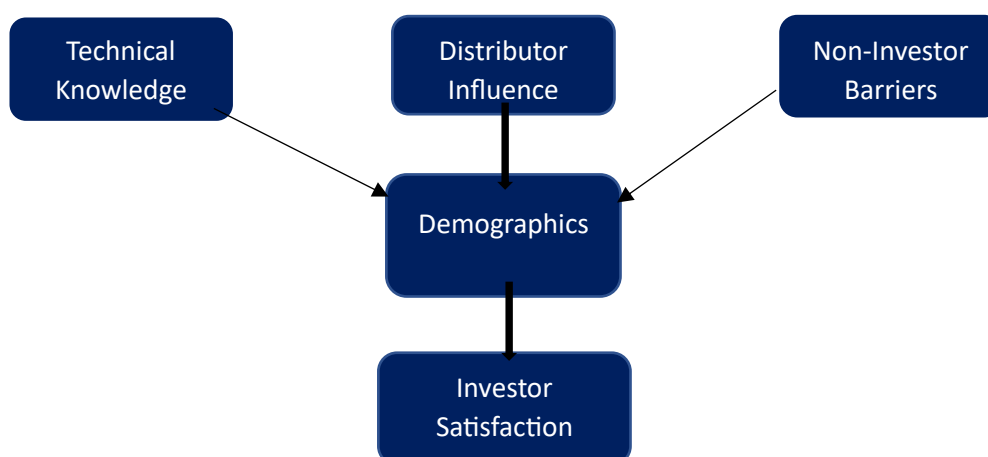 Technical
Knowledge
Distributor
Influence
Non-Investor
Barriers
Demographics
Investor
Satisfaction